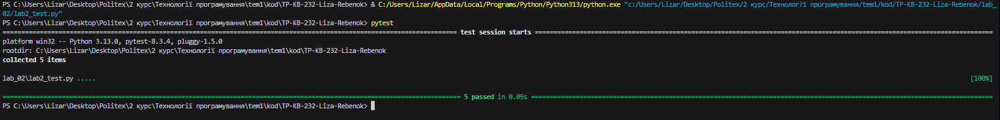 PS C:\Users\Lizar\Desktop\Politex\2 курс\Технології програмування\tem1\kod\TP-KB-232-Liza-Rebenok> & C:/Users/Lizar/AppData/Local/Programs/Python/Python313/python.exe "c:/Users/Lizar/Desktop/Politex/2 курс/Технолог?ї програмування/tem1/kod/TP-KB-232-Liza-Rebenok/lab_
02/lab2_test.py"
PS C:\Users\Lizar\Desktop\Politex\2 курс\Технології програмування\tem1\kod\TP-KB-232-Liza-Rebenok> pytest
test session starts
platform win32 -- Python 3.13.0, pytest-8.3.4, pluggy-1.5.0
rootdir: C:\Users\Lizar\Desktop\Politex\2 курс\Технології програмування\tem1\kod\TP-KB-232-Liza-Rebenok
collected 5 items
lab_02\lab2_test.py ..... [100%]
5 passed in 0.09s
PS C:\Users\Lizar\Desktop\Politex\2 курс\Технології програмування\tem1\kod\TP-KB-232-Liza-Rebenok>